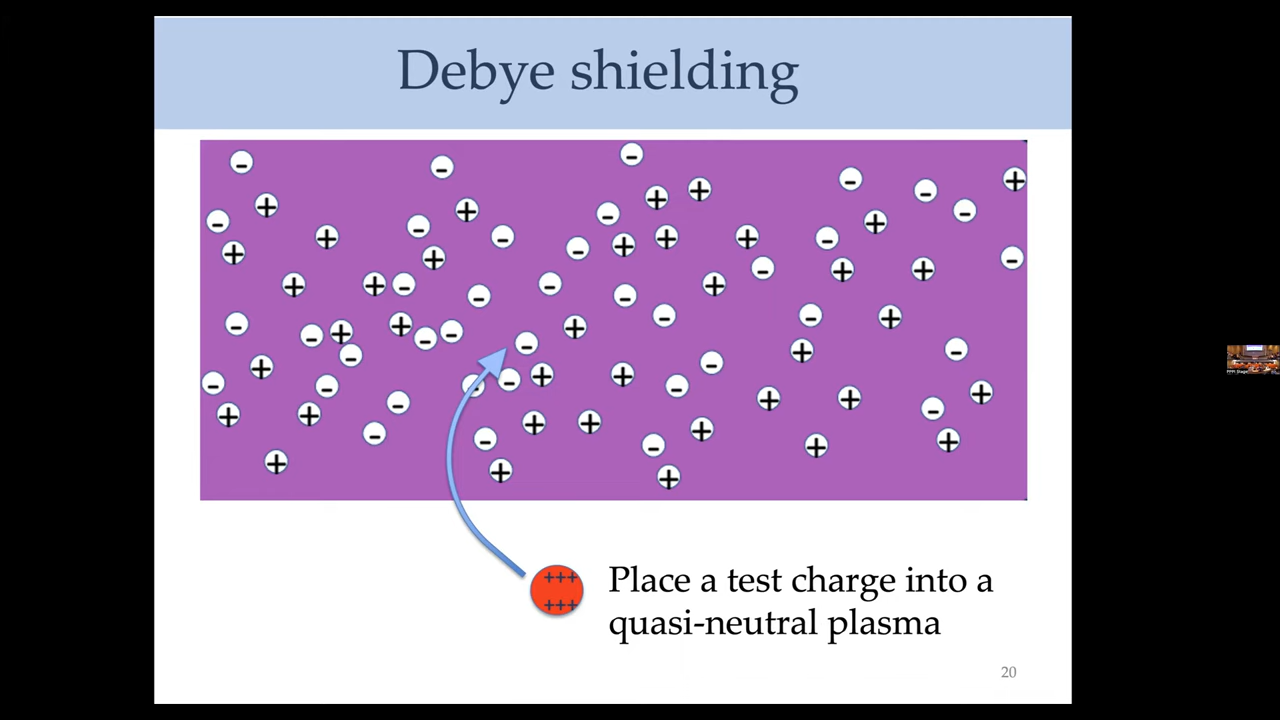 Debye shielding
+++
+++
Place a test charge into a
quasi-neutral plasma
20